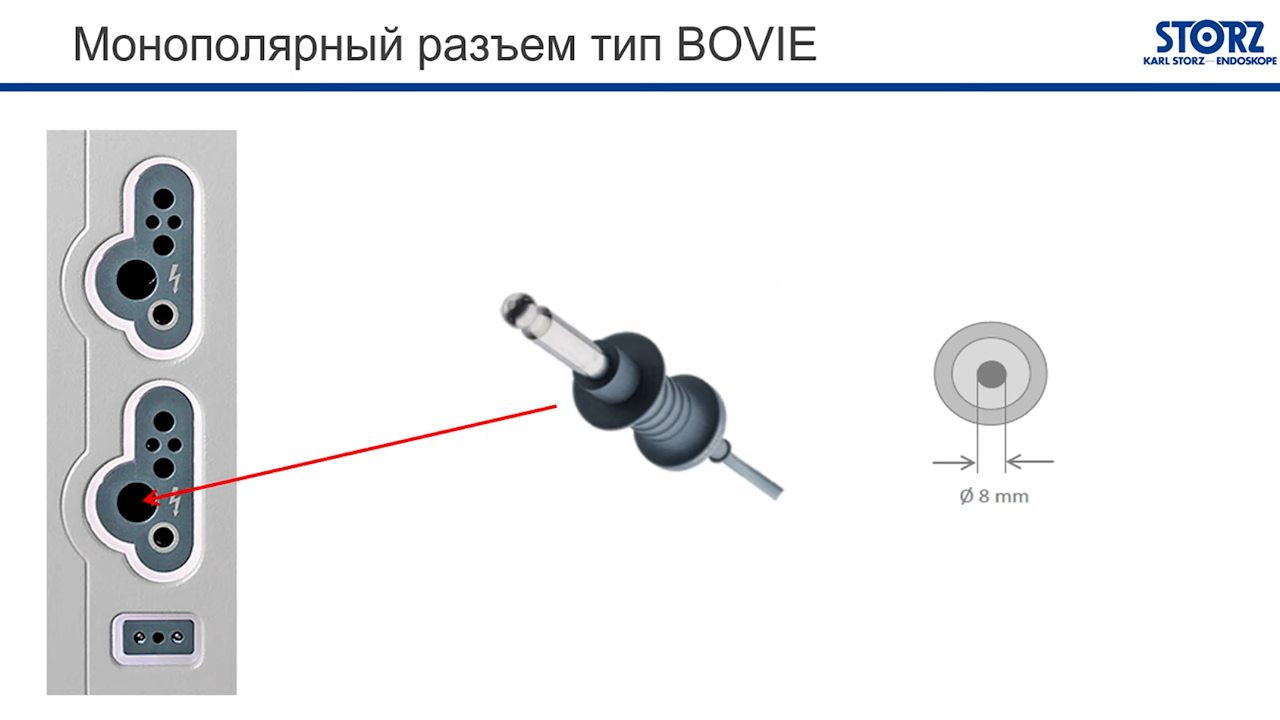 Монополярный разъем тип BOVIE
STORZ
KARL STORZ—ENDOSKOPE
Ø 8 mm